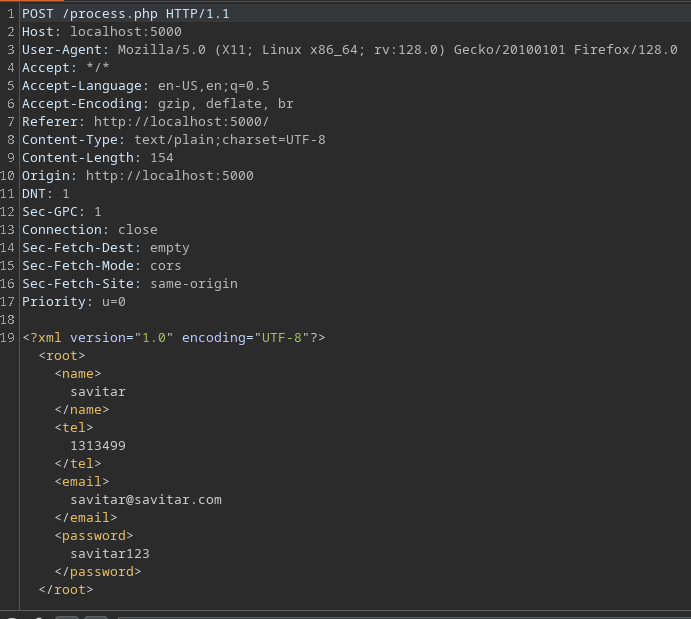 1 POST /process.php HTTP/1.1
2 Host: localhost:5000
3 User-Agent: Mozilla/5.0 (X11; Linux x86_64; rv:128.0) Gecko/20100101 Firefox/128.0
4 Accept: */*
5 Accept-Language: en-US,en;q=0.5
6 Accept-Encoding: gzip, deflate, br
7 Referer: http://localhost:5000/
8 Content-Type: text/plain;charset=UTF-8
9 Content-Length: 154
10 Origin: http://localhost:5000
11 DNT: 1
12 Sec-GPC: 1
13 Connection: close
14 Sec-Fetch-Dest: empty
15 Sec-Fetch-Mode: cors
16 Sec-Fetch-Site: same-origin
17 Priority: u=0
18
19 <?xml version="1.0" encoding="UTF-8"?>
<root>
<name>
savitar
</name>
<tel>
1313499
</tel>
<email>
savitar@savitar.com
</email>
<password>
savitar123
</password>
</root>